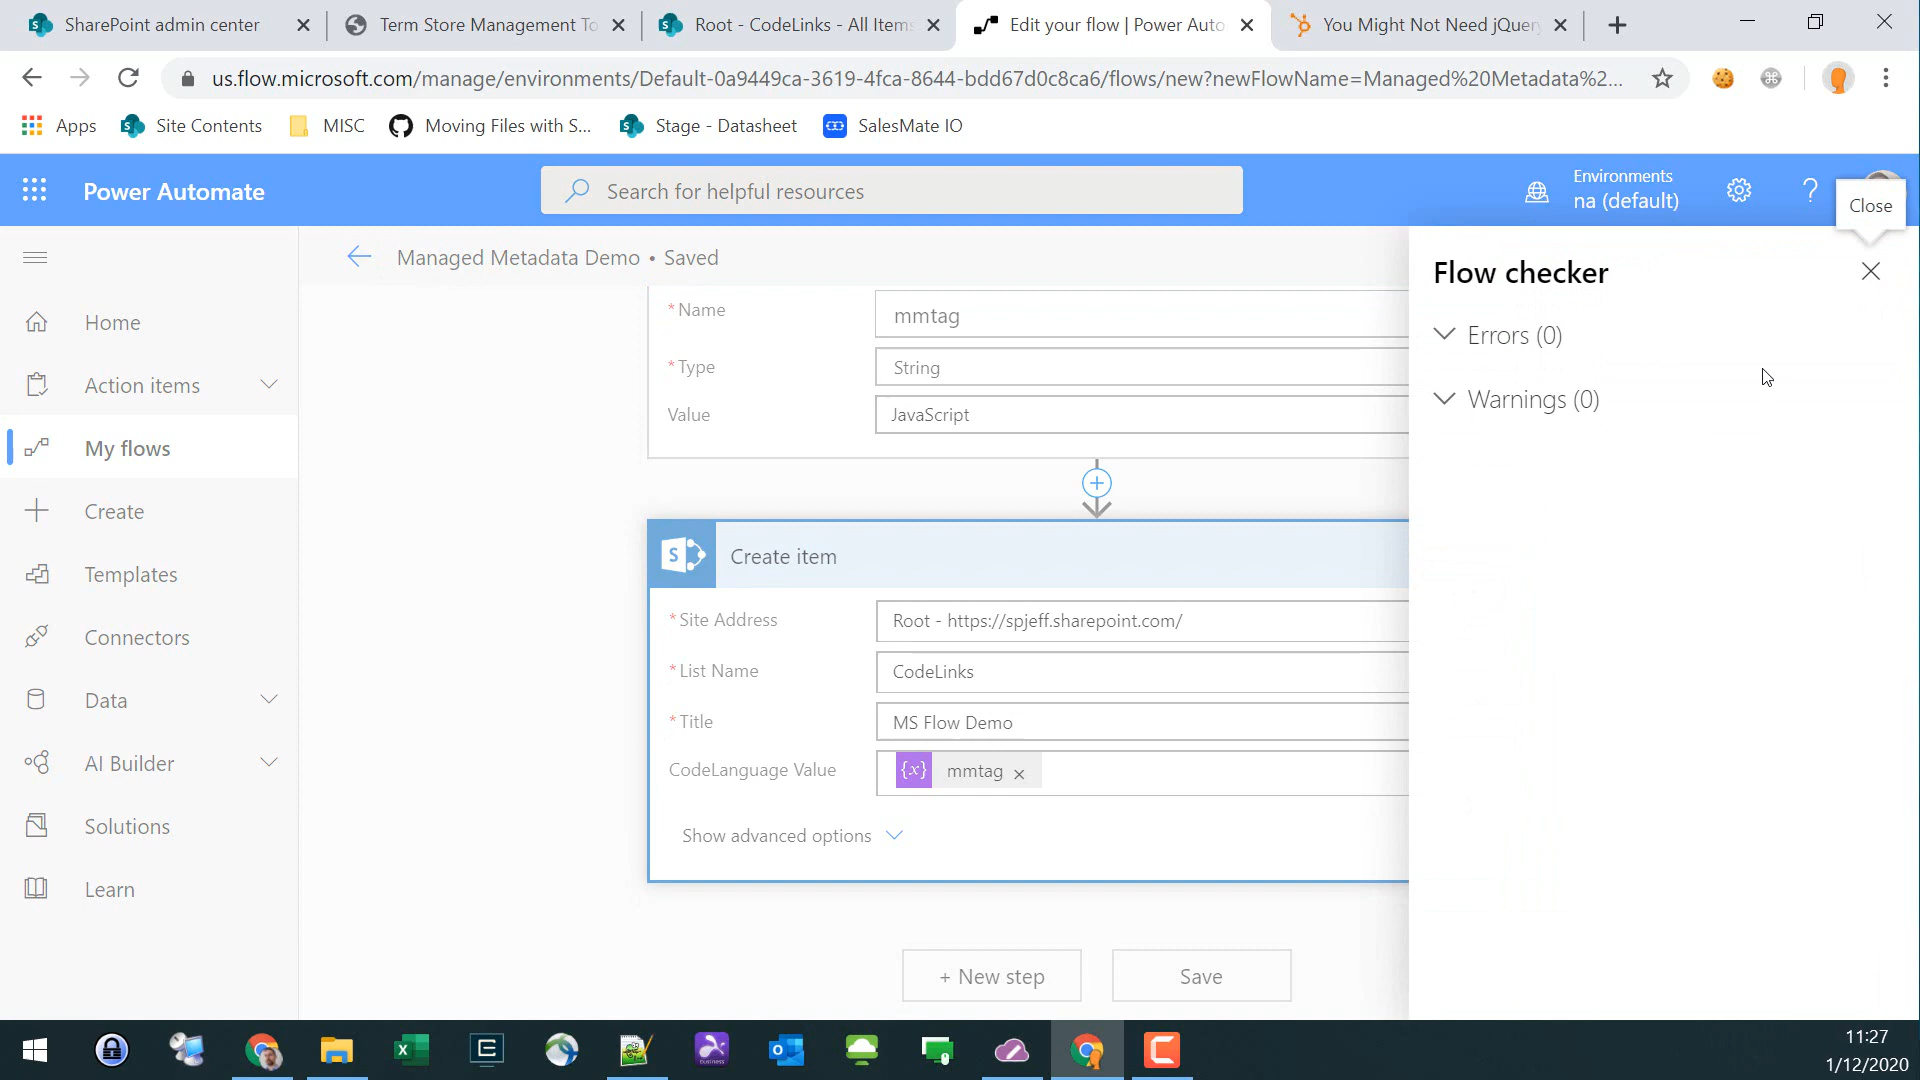 SharePoint admin center
Term Store Management To
Root - CodeLinks - All Items
Edit your flow | Power Auto
You Might Not Need jQuery
us.flow.microsoft.com/manage/environments/Default-0a9449ca-3619-4fca-8644-bdd67d0c8ca6/flows/new?newFlowName=Managed%20Metadata%2...
Apps
Site Contents
MISC
Moving Files with S...
Stage - Datasheet
SalesMate IO
Power Automate
Search for helpful resources
Environments
na (default)
?
Close
Managed Metadata Demo • Saved
Home
Action items
My flows
Create
Templates
Connectors
Data
AI Builder
Solutions
Learn
* Name
mmtag
* Type
String
Value
JavaScript
S
Create item
* Site Address
Root - https://spjeff.sharepoint.com/
* List Name
CodeLinks
* Title
MS Flow Demo
CodeLanguage Value
{x} mmtag ×
Show advanced options
+ New step
Save
Flow checker
Errors (0)
Warnings (0)
11:27
1/12/2020